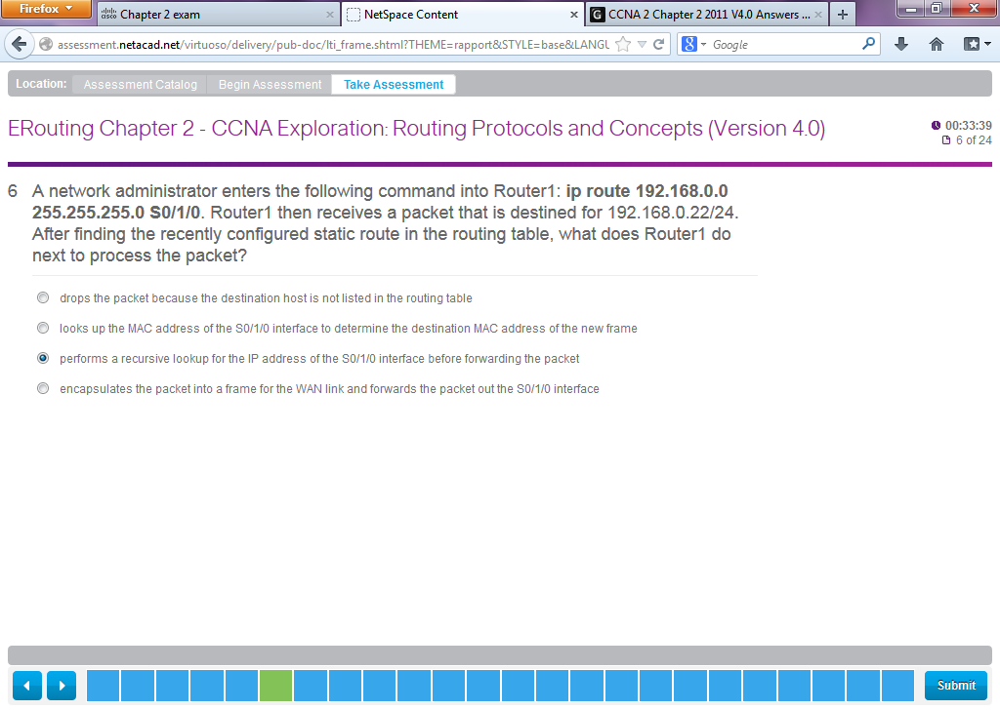 Firefox
cisco Chapter 2 exam
NetSpace Content
G CCNA 2 Chapter 2 2011 V4.0 Answers ...
assessment.netacad.net/virtuoso/delivery/pub-doc/lti_frame.shtml?THEME=rapport&STYLE=base&LANGU
8 Google
Location: Assessment Catalog Begin Assessment Take Assessment
ERouting Chapter 2 - CCNA Exploration: Routing Protocols and Concepts (Version 4.0)
00:33:39
6 of 24
6 A network administrator enters the following command into Router1: ip route 192.168.0.0
255.255.255.0 S0/1/0. Router1 then receives a packet that is destined for 192.168.0.22/24.
After finding the recently configured static route in the routing table, what does Router1 do
next to process the packet?
drops the packet because the destination host is not listed in the routing table
looks up the MAC address of the S0/1/0 interface to determine the destination MAC address of the new frame
performs a recursive lookup for the IP address of the S0/1/0 interface before forwarding the packet
encapsulates the packet into a frame for the WAN link and forwards the packet out the S0/1/0 interface
Submit